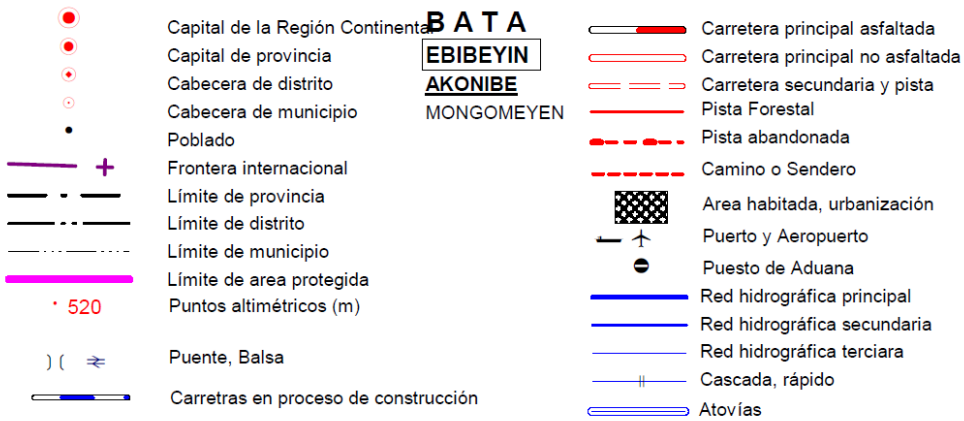 Capital de la Región Continental
Capital de provincia
Cabecera de distrito
Cabecera de municipio
Poblado
Frontera internacional
Límite de provincia
Límite de distrito
Límite de municipio
Límite de area protegida
520 Puntos altimétricos (m)
Puente, Balsa
Carretras en proceso de construcción
BATA
EBIBEYIN
AKONIBE
MONGOMEYEN
Carretera principal asfaltada
Carretera principal no asfaltada
Carretera secundaria y pista
Pista Forestal
Pista abandonada
Camino o Sendero
Area habitada, urbanización
Puerto y Aeropuerto
Puesto de Aduana
Red hidrográfica principal
Red hidrográfica secundaria
Red hidrográfica terciara
Cascada, rápido
Atovías